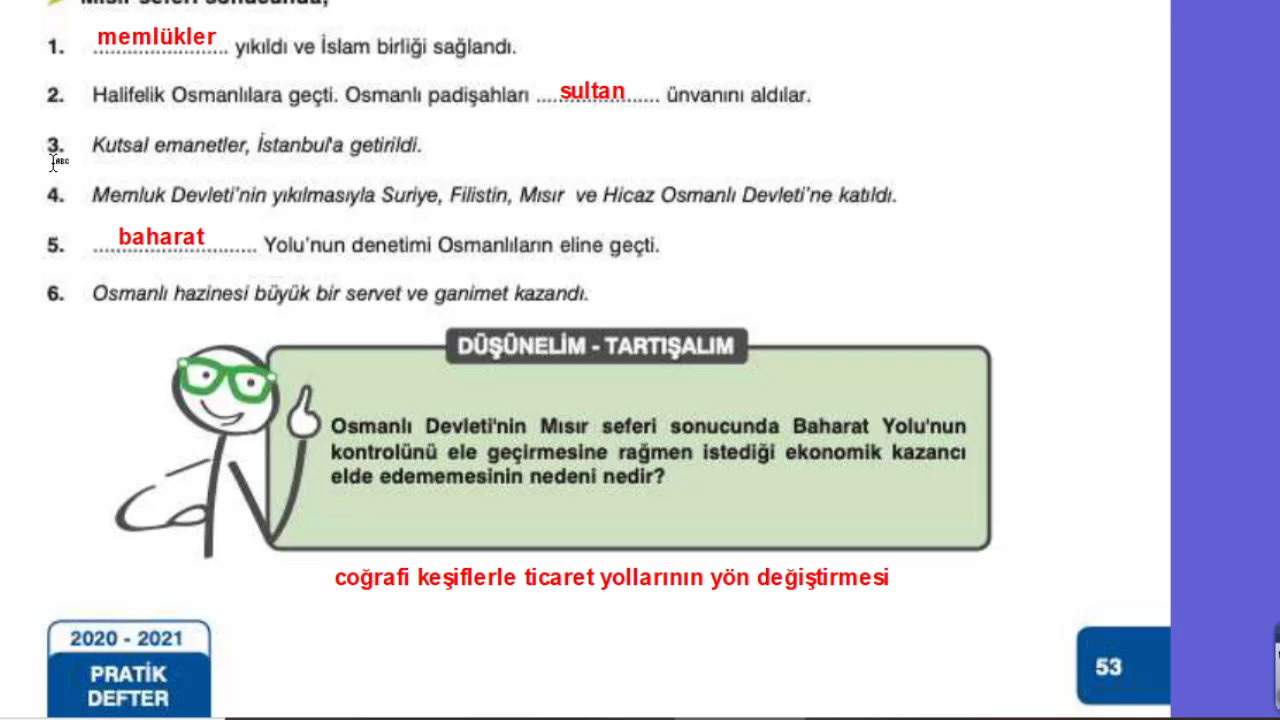 Mısır seferi sonucunda,
1. memlükler yıkıldı ve İslam birliği sağlandı.
2. Halifelik Osmanlılara geçti. Osmanlı padişahları ....sultan...... ünvanını aldılar.
3. Kutsal emanetler, İstanbul'a getirildi.
ABC
4. Memluk Devleti'nin yıkılmasıyla Suriye, Filistin, Mısır ve Hicaz Osmanlı Devleti'ne katıldı.
5. baharat Yolu'nun denetimi Osmanlıların eline geçti.
6. Osmanlı hazinesi büyük bir servet ve ganimet kazandı.
DÜŞÜNELİM - TARTIŞALIM
Osmanlı Devleti'nin Mısır seferi sonucunda Baharat Yolu'nun
kontrolünü ele geçirmesine rağmen istediği ekonomik kazancı
elde edememesinin nedeni nedir?
coğrafi keşiflerle ticaret yollarının yön değiştirmesi
2020 - 2021
PRATİK
DEFTER
53